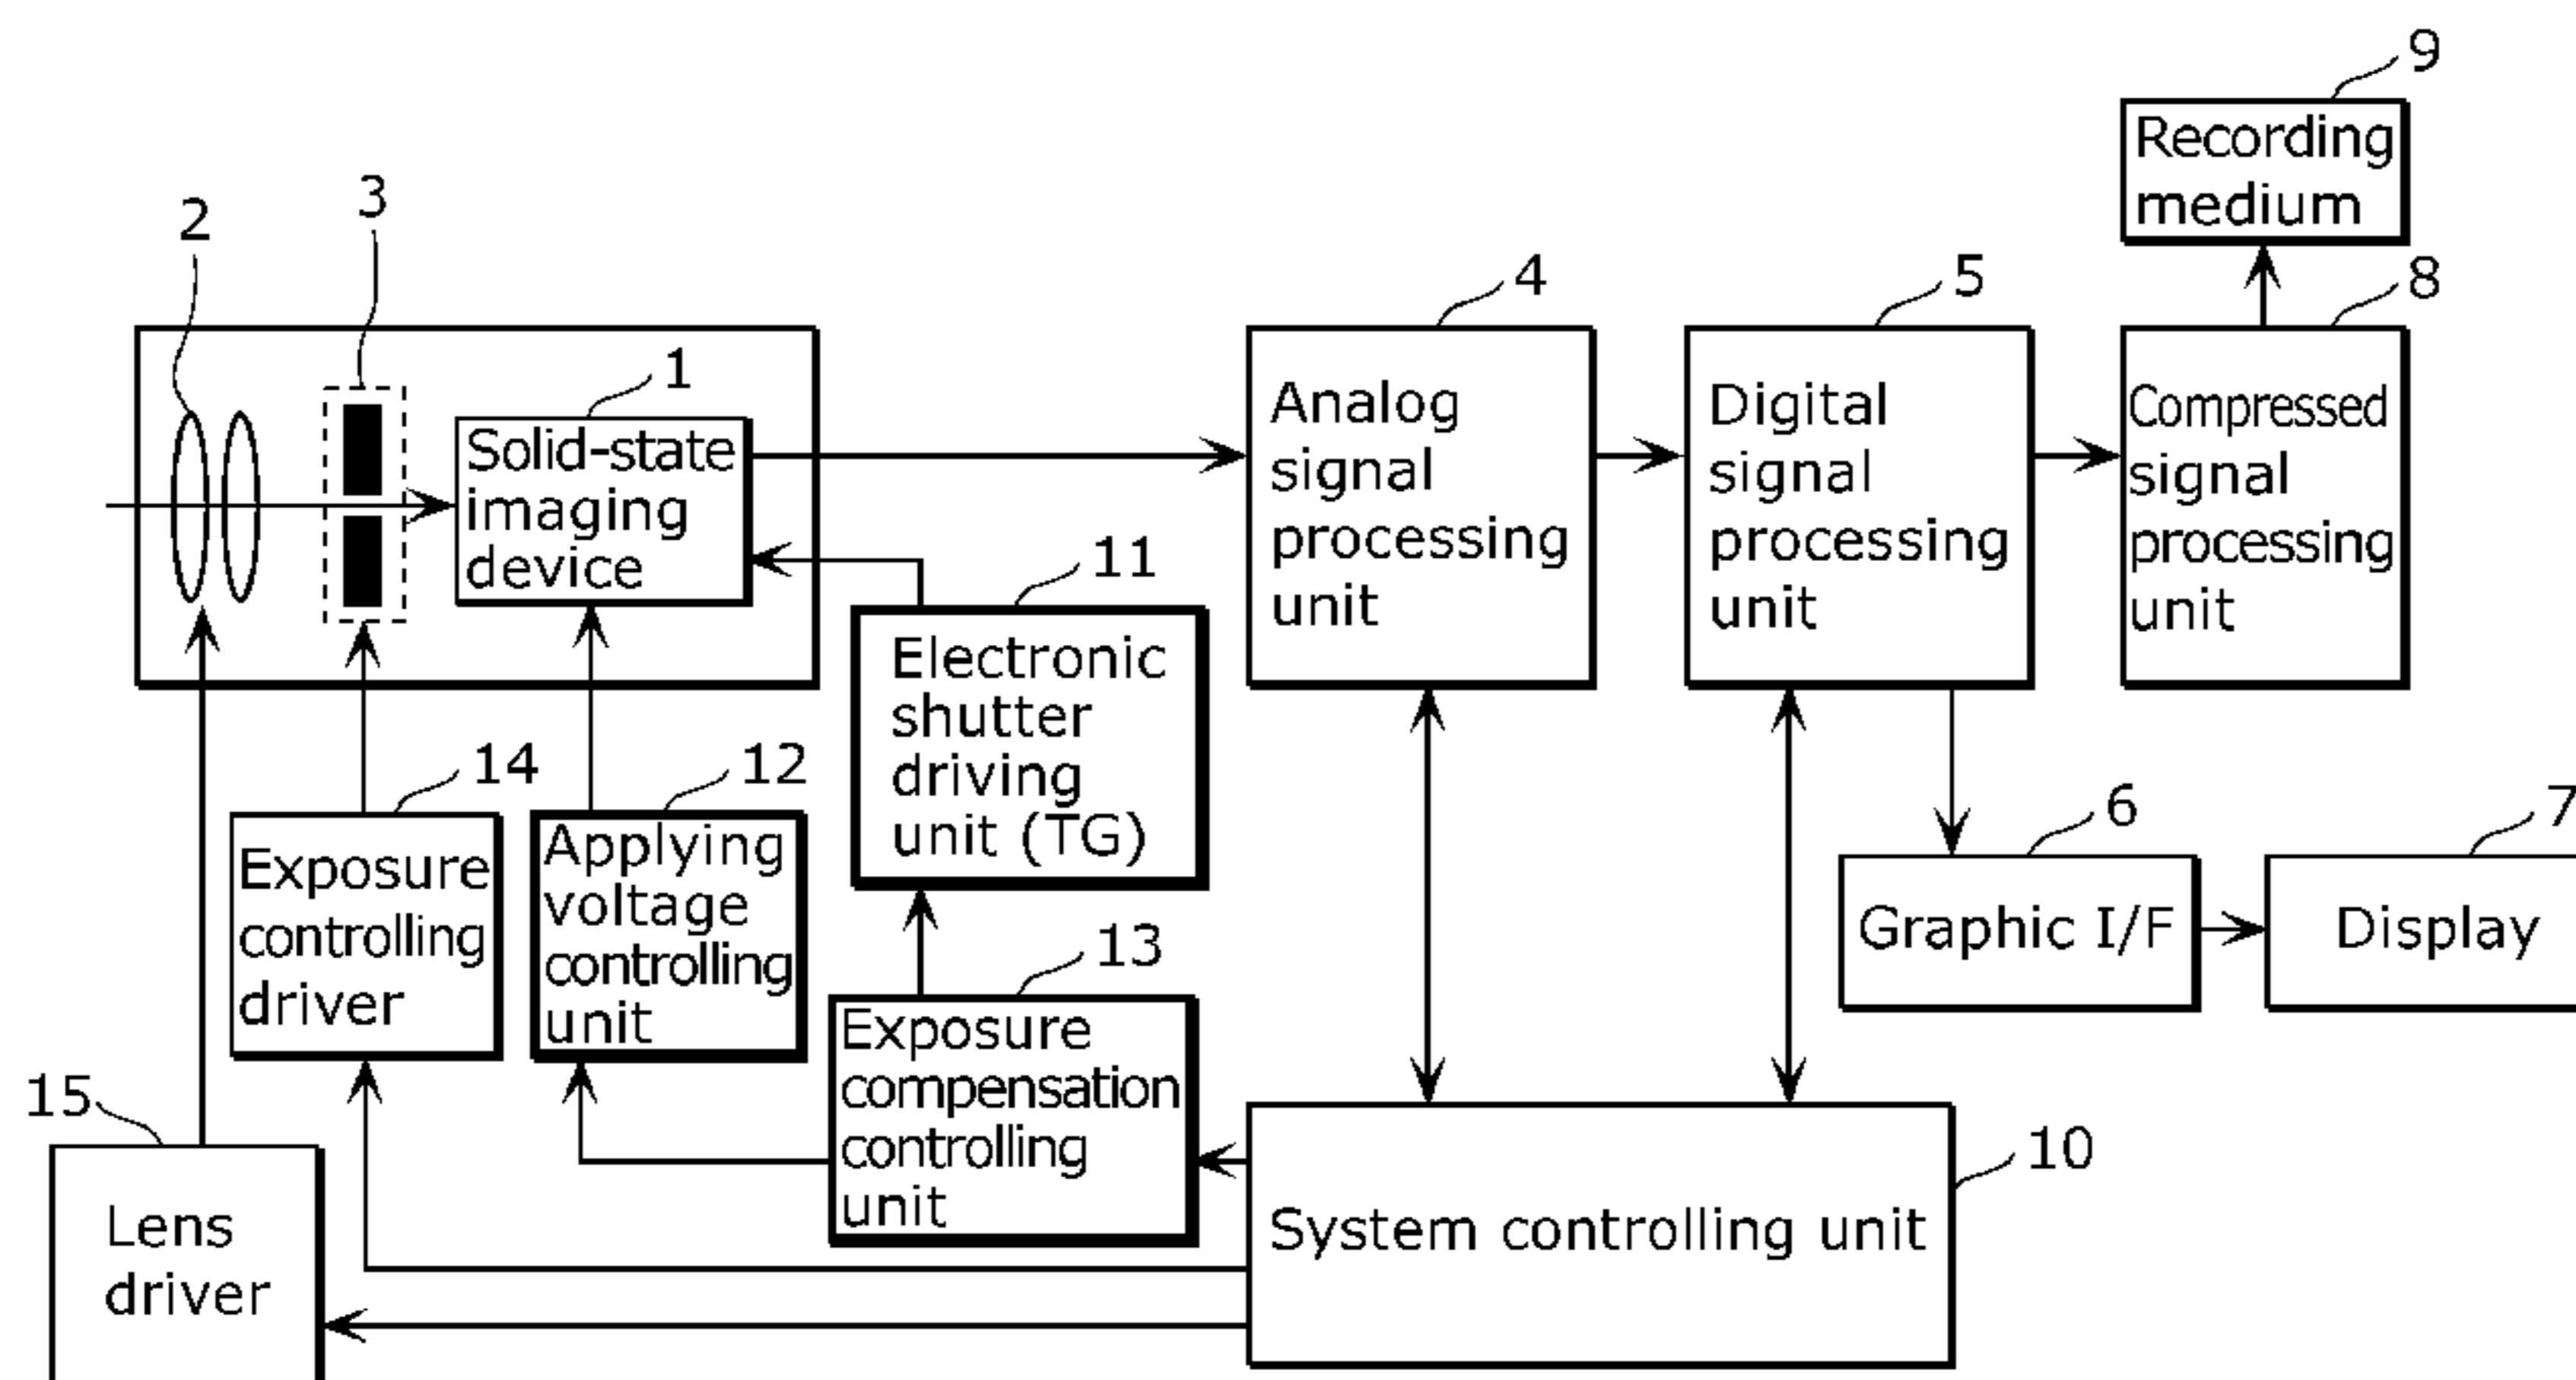 9
Recording
medium
2
3
4
5
8
1
Solid-state
imaging
device
Analog
signal
processing
unit
Digital
signal
processing
unit
Compressed
signal
processing
unit
11
Electronic
shutter
driving
unit (TG)
14
Exposure
controlling
driver
12
Applying
voltage
controlling
unit
6
Graphic I/F
7
Display
13
Exposure
compensation
controlling
unit
15
Lens
driver
10
System controlling unit